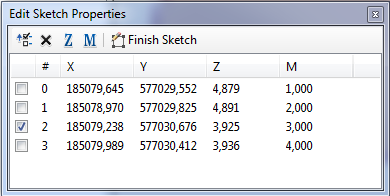 Edit Sketch Properties
Z M Finish Sketch
# X Y Z M
0 185079,645 577029,552 4,879 1,000
1 185078,970 577029,825 4,891 2,000
2 185079,238 577030,676 3,925 3,000
3 185079,989 577030,412 3,936 4,000